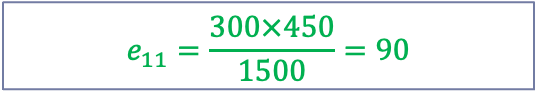 e₁₁ = 300×450 / 1500 = 90